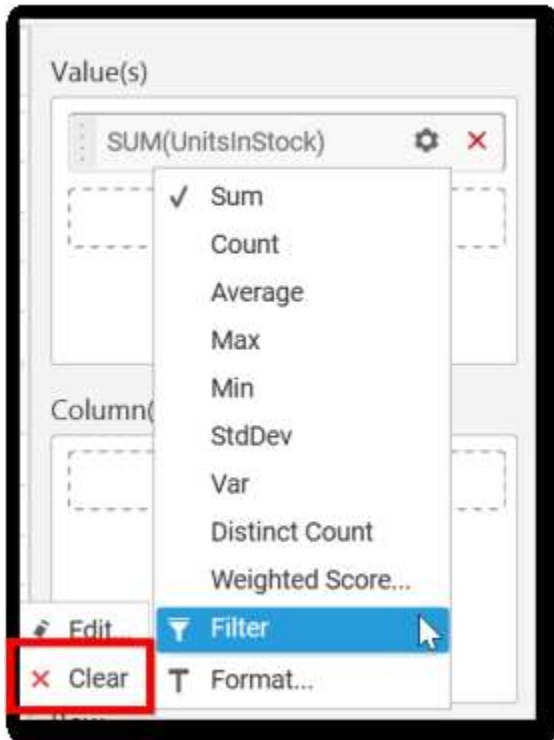 Value(s)
SUM(UnitsInStock)
Sum
Count
Average
Max
Min
Column(
StdDev
Var
Distinct Count
Weighted Score...
Edit...
Filter
Clear
Format...